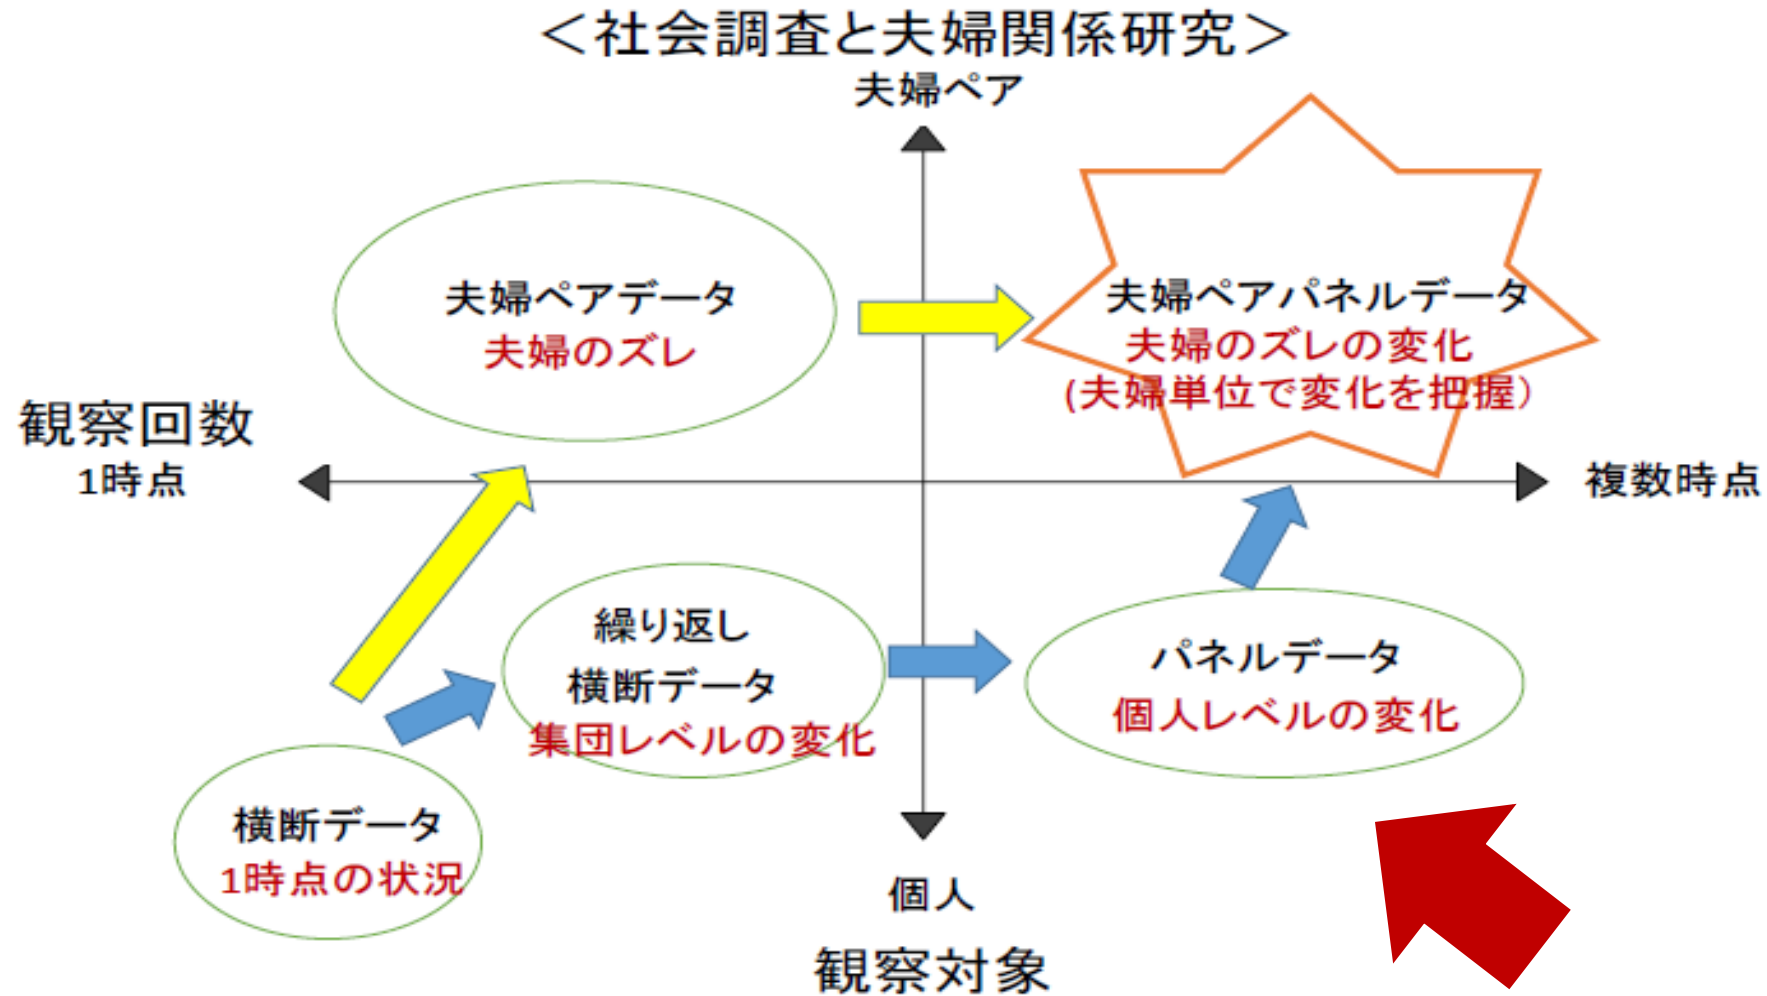 ＜社会調査と夫婦関係研究＞
夫婦ペア
夫婦ペアデータ
夫婦のズレ
夫婦ペアパネルデータ
夫婦のズレの変化
(夫婦単位で変化を把握）
観察回数
1時点
複数時点
繰り返し
横断データ
集団レベルの変化
パネルデータ
個人レベルの変化
横断データ
1時点の状況
個人
観察対象